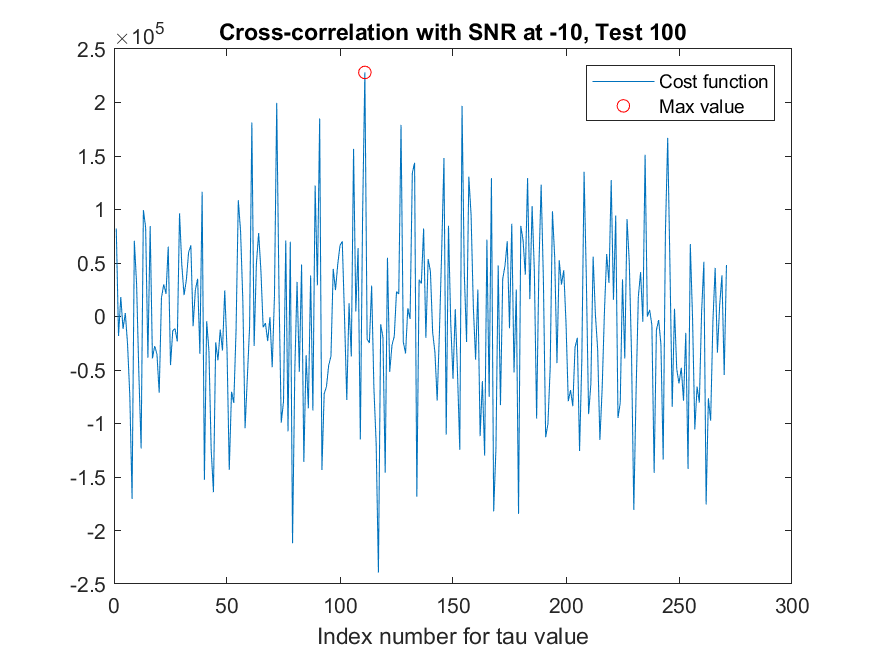 ×10⁵
Cross-correlation with SNR at -10, Test 100
2.5
2
1.5
1
0.5
0
-0.5
-1
-1.5
-2
-2.5
Cost function
Max value
0 50 100 150 200 250 300
Index number for tau value